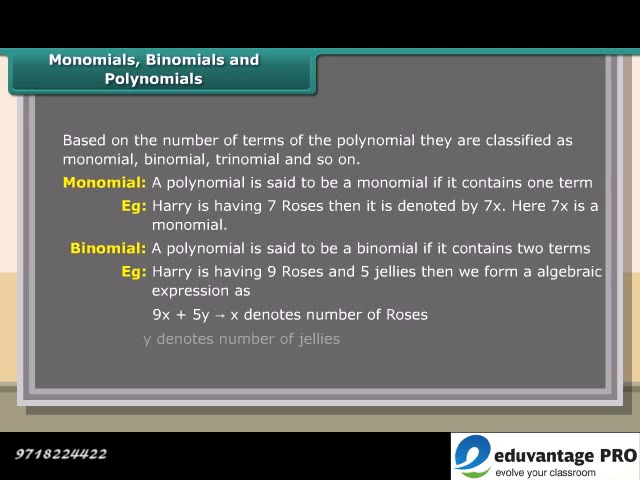 Monomials, Binomials and
Polynomials
Based on the number of terms of the polynomial they are classified as
monomial, binomial, trinomial and so on.
Monomial: A polynomial is said to be a monomial if it contains one term
Eg: Harry is having 7 Roses then it is denoted by 7x. Here 7x is a
monomial.
Binomial: A polynomial is said to be a binomial if it contains two terms
Eg: Harry is having 9 Roses and 5 jellies then we form a algebraic
expression as
9x + 5y → x denotes number of Roses
y denotes number of jellies
9718224422
eduvantage PRO
evolve your classroom